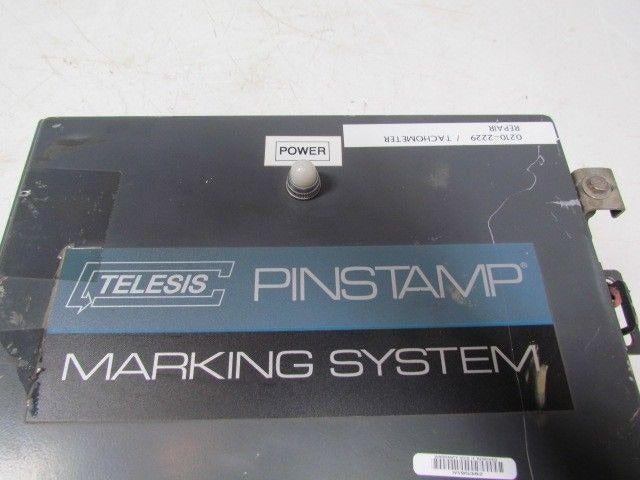 0210-2229 / TACHOMETER
REPAIR
POWER
TELESIS PINSTAMP®
MARKING SYSTEM